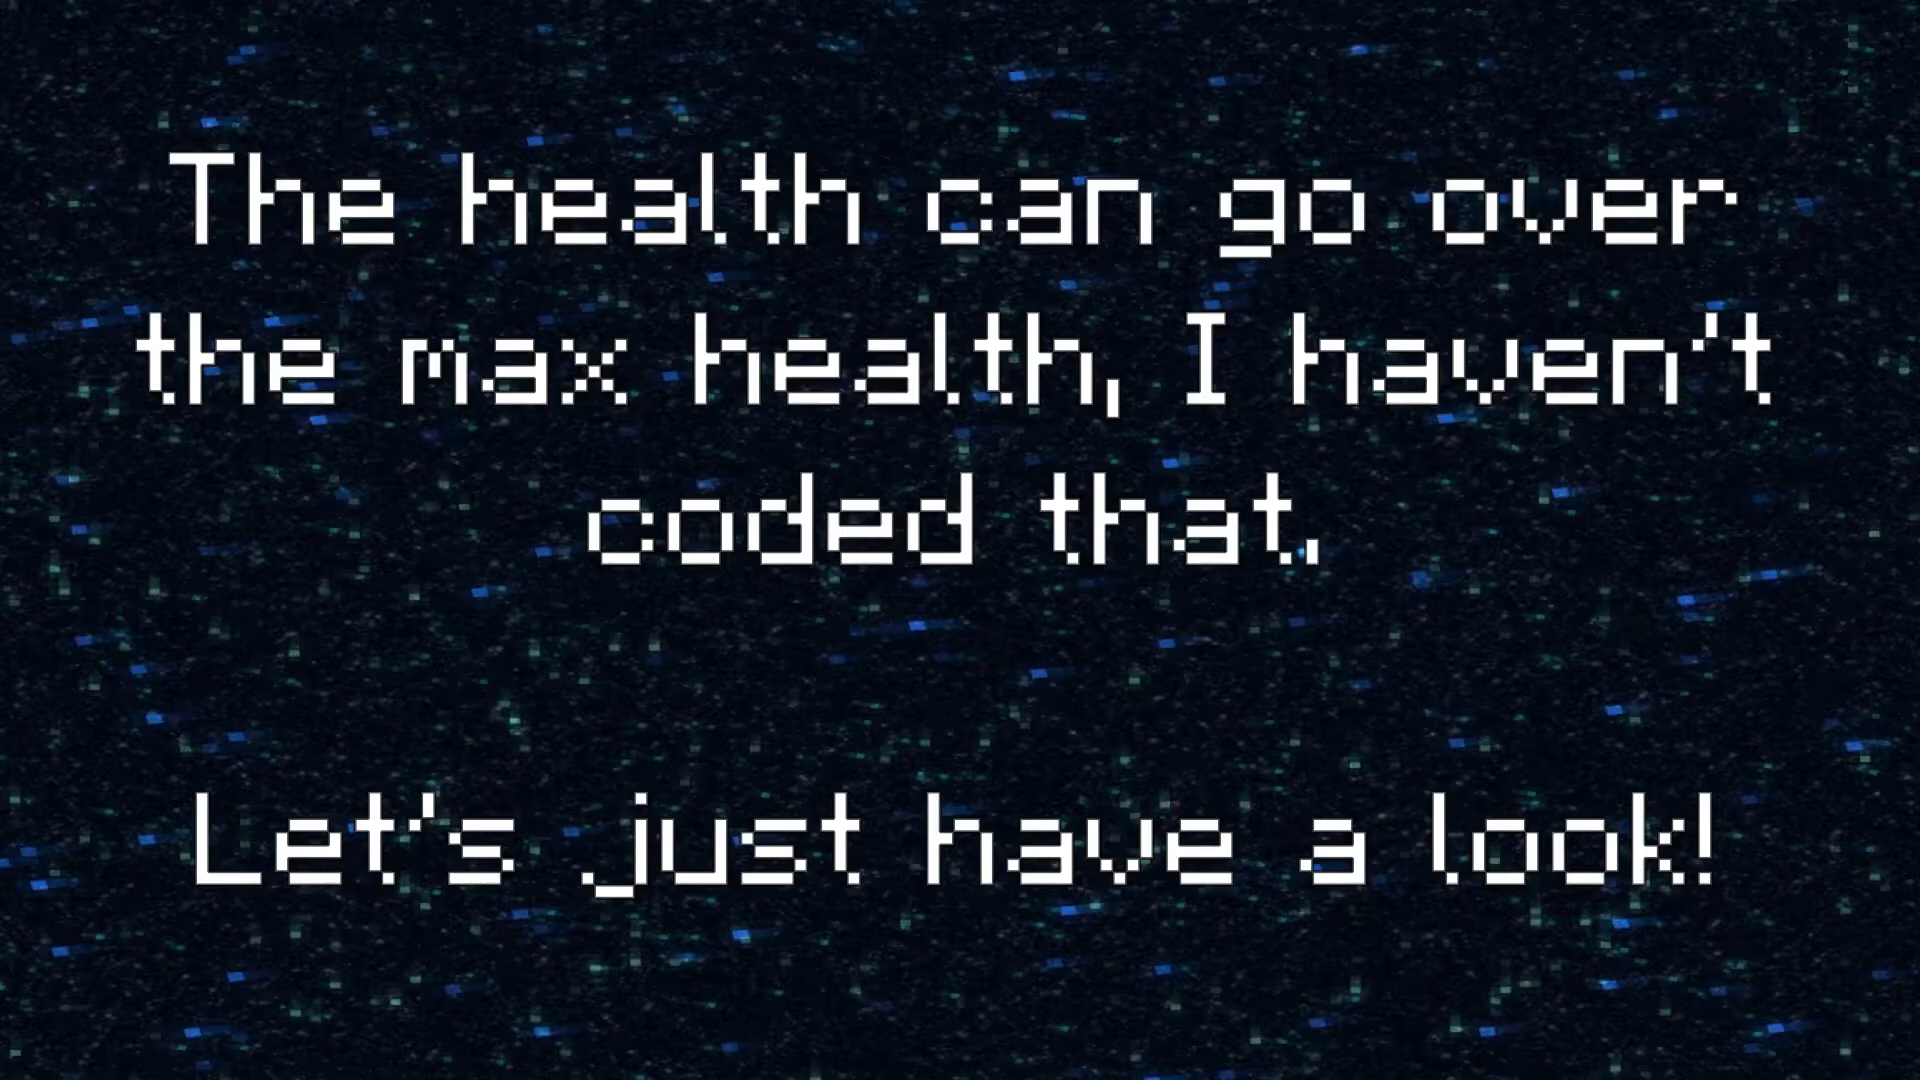 The health can go over
the max health, I haven't
coded that.
Let's just have a look!